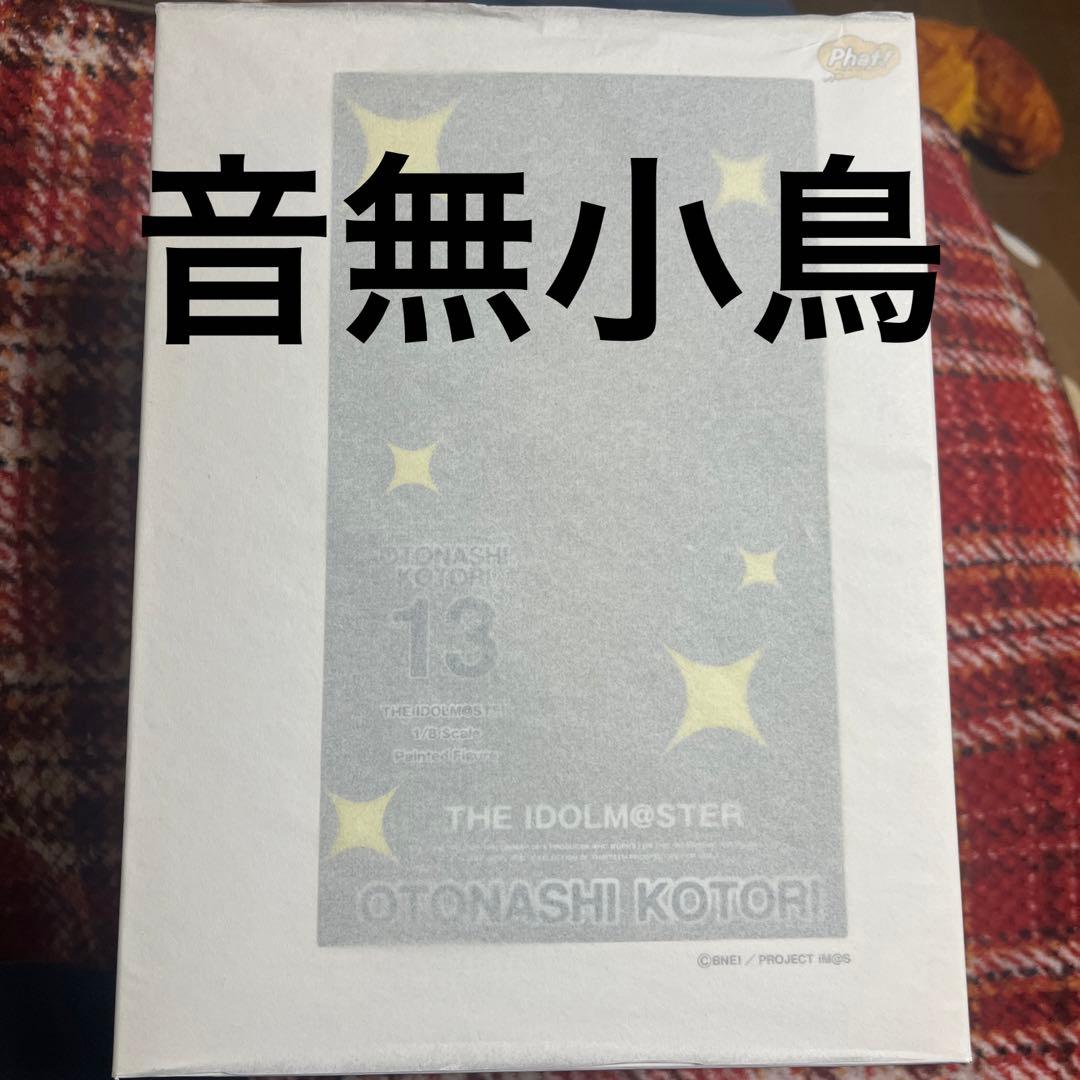 Phat!
音無小鳥
OTONASHI
KOTORI
13
THE IDOLM@STER
1/8 Scale
Painted Figure
THE IDOLM@STER
OTONASHI KOTORI
©BNEI / PROJECT iM@S